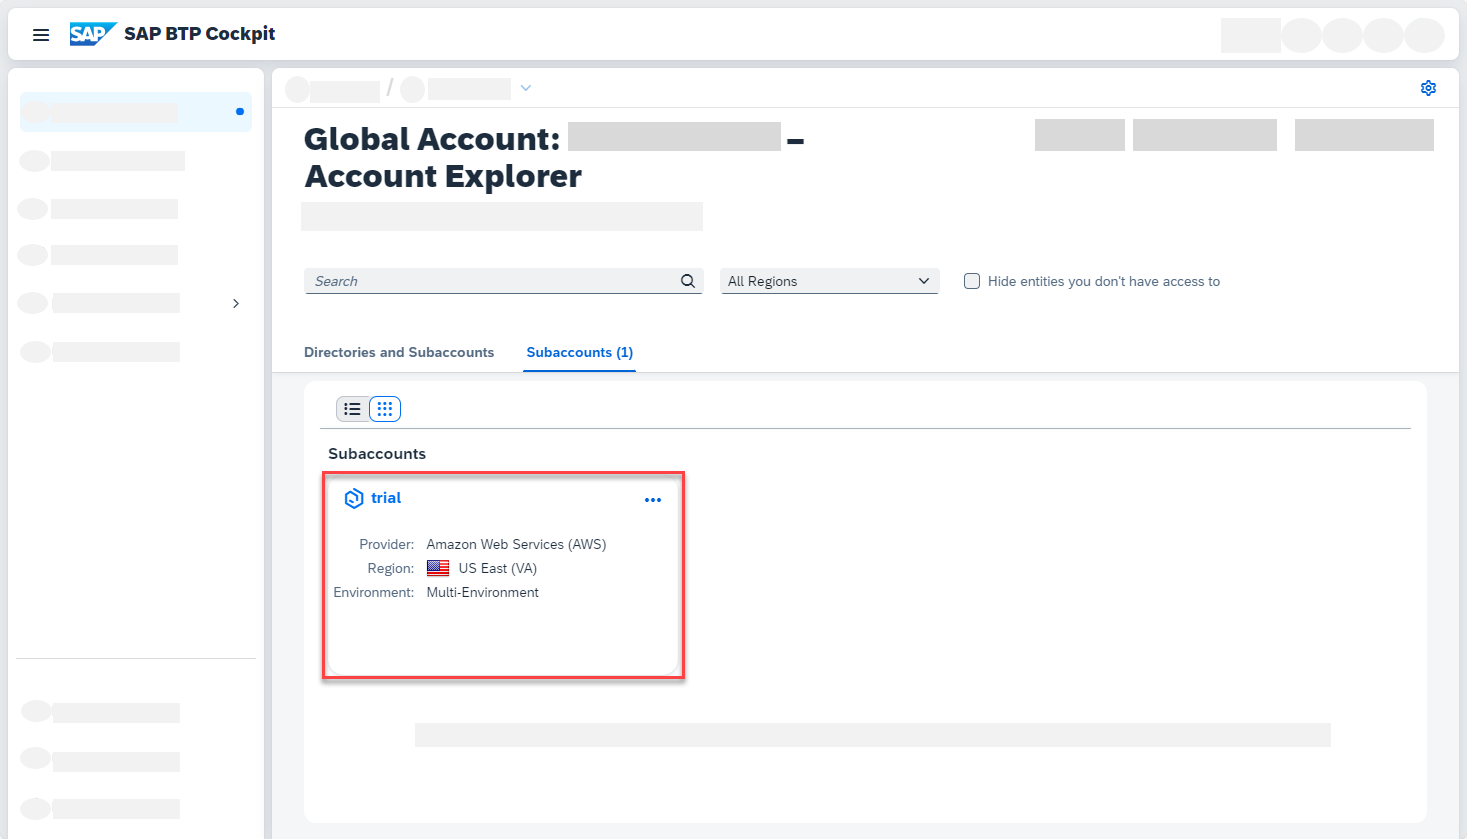 SAP SAP BTP Cockpit
/
Global Account: –
Account Explorer
Search
All Regions
Hide entities you don't have access to
Directories and Subaccounts
Subaccounts (1)
Subaccounts
trial
Provider: Amazon Web Services (AWS)
Region: US East (VA)
Environment: Multi-Environment